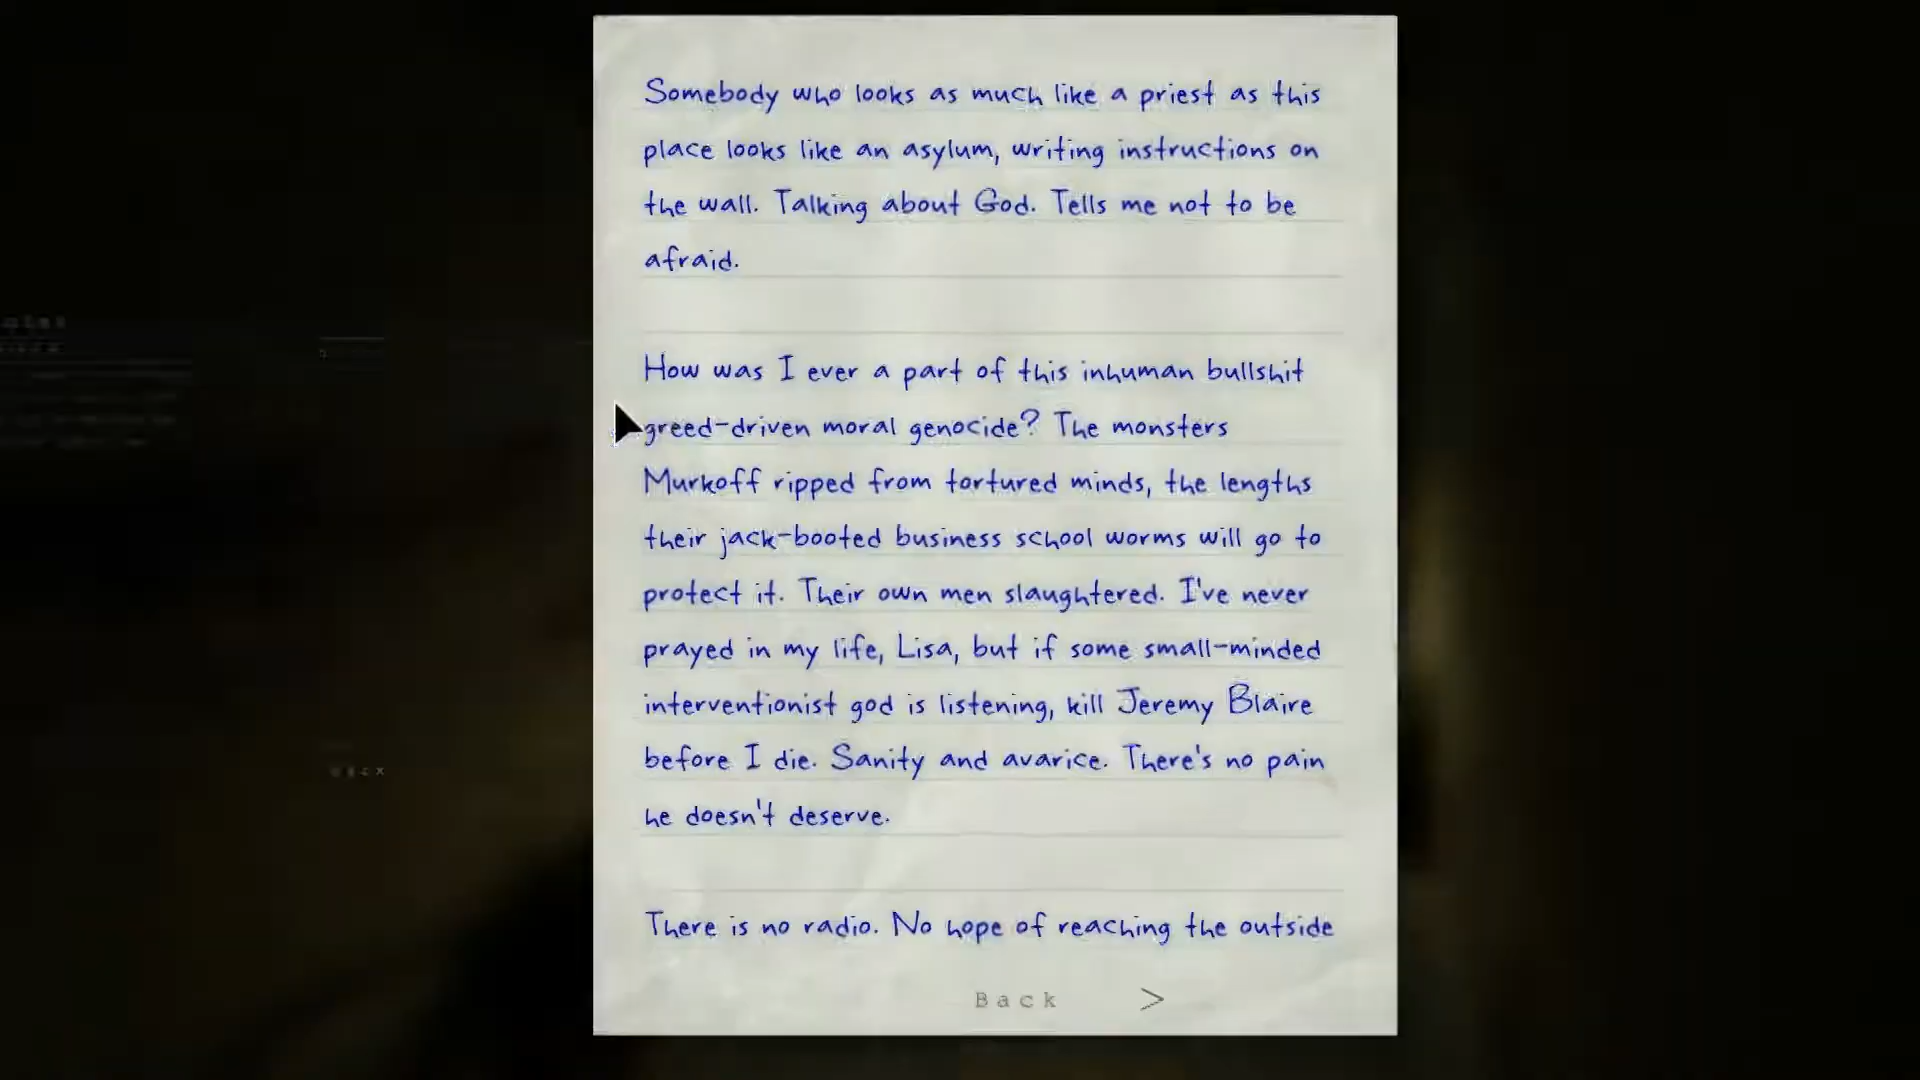 Somebody who looks as much like a priest as this
place looks like an asylum, writing instructions on
the wall. Talking about God. Tells me not to be
afraid.
How was I ever a part of this inhuman bullshit
greed-driven moral genocide? The monsters
Murkoff ripped from tortured minds, the lengths
their jack-booted business school worms will go to
protect it. Their own men slaughtered. I've never
prayed in my life, Lisa, but if some small-minded
interventionist god is listening, kill Jeremy Blaire
before I die. Sanity and avarice. There's no pain
he doesn't deserve.
There is no radio. No hope of reaching the outside
Back >